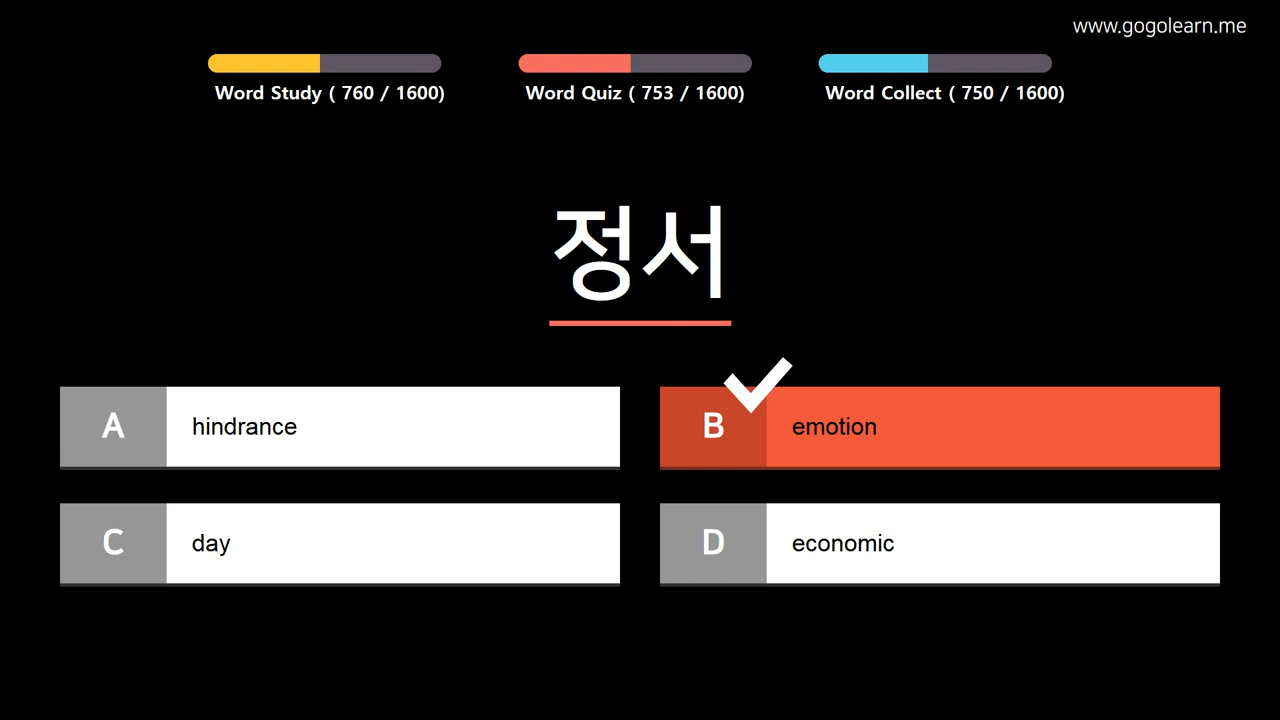 www.gogolearn.me
Word Study ( 760 / 1600)
Word Quiz ( 753 / 1600)
Word Collect ( 750 / 1600)
정서
A hindrance
B emotion
C day
D economic